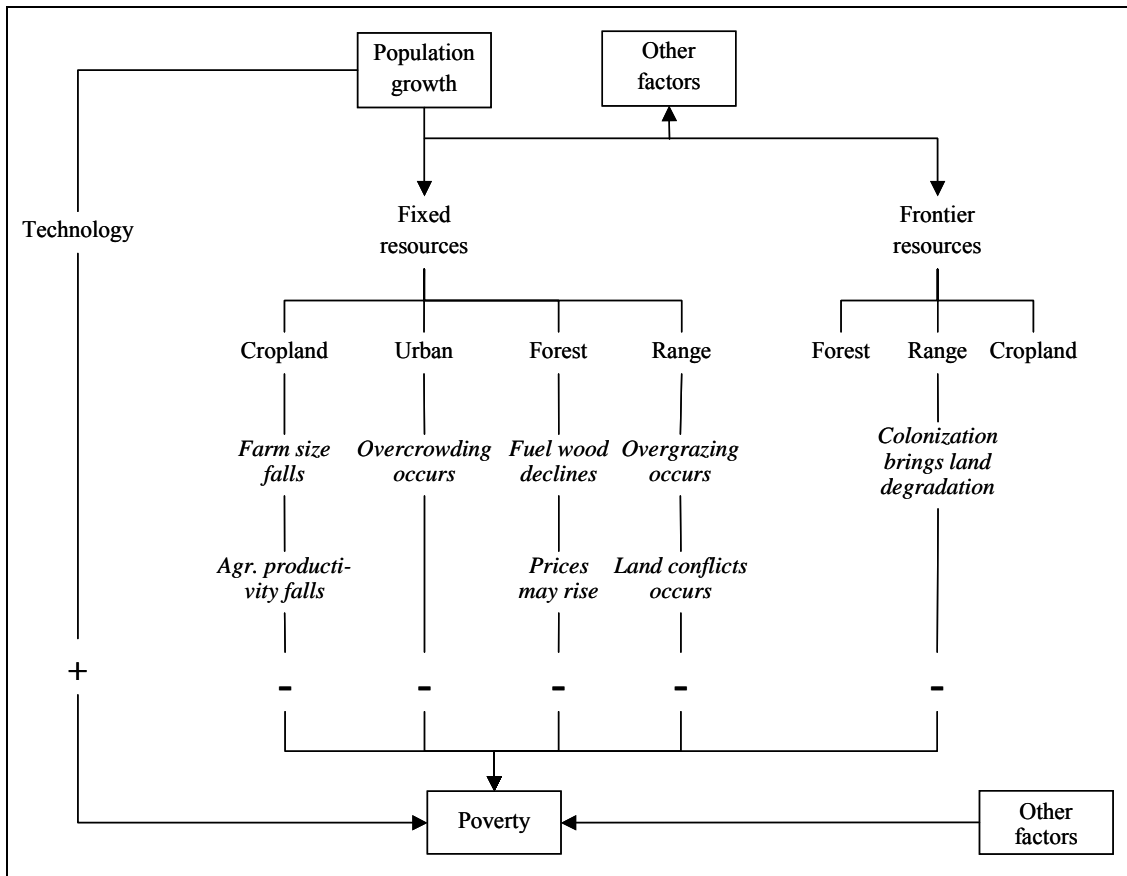 Population
growth
Other
factors
Technology
Fixed
resources
Frontier
resources
Cropland
Urban
Forest
Range
Forest
Range
Cropland
Farm size
falls
Overcrowding
occurs
Fuel wood
declines
Overgrazing
occurs
Colonization
brings land
degradation
Agr. producti-
vity falls
Prices
may rise
Land conflicts
occurs
+
-
-
-
-
-
Poverty
Other
factors